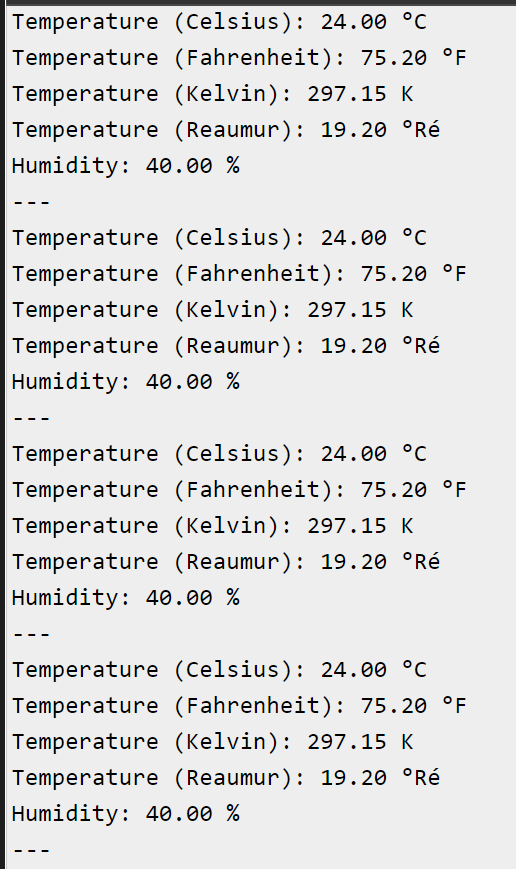 Temperature (Celsius): 24.00 °C
Temperature (Fahrenheit): 75.20 °F
Temperature (Kelvin): 297.15 K
Temperature (Reaumur): 19.20 °Ré
Humidity: 40.00 %
---
Temperature (Celsius): 24.00 °C
Temperature (Fahrenheit): 75.20 °F
Temperature (Kelvin): 297.15 K
Temperature (Reaumur): 19.20 °Ré
Humidity: 40.00 %
---
Temperature (Celsius): 24.00 °C
Temperature (Fahrenheit): 75.20 °F
Temperature (Kelvin): 297.15 K
Temperature (Reaumur): 19.20 °Ré
Humidity: 40.00 %
---
Temperature (Celsius): 24.00 °C
Temperature (Fahrenheit): 75.20 °F
Temperature (Kelvin): 297.15 K
Temperature (Reaumur): 19.20 °Ré
Humidity: 40.00 %
---